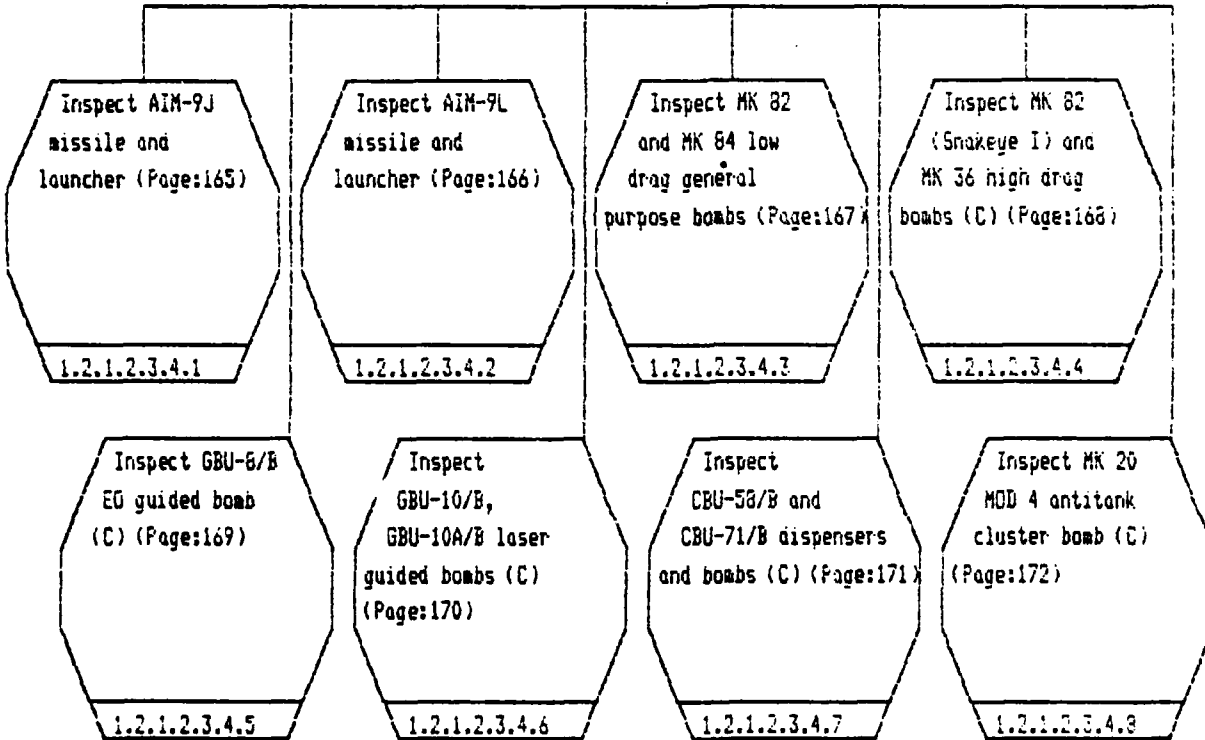 Inspect AIM-9J
missile and
launcher (Page:165)
1.2.1.2.3.4.1
Inspect AIM-9L
missile and
launcher (Page:166)
1.2.1.2.3.4.2
Inspect MK 82
and MK 84 low
drag general
purpose bombs (Page:167)
1.2.1.2.3.4.3
Inspect MK 82
(Snakeye I) and
MK 36 high drag
bombs (C) (Page:168)
1.2.1.2.3.4.4
Inspect GBU-8/B
EO guided bomb
(C) (Page:169)
1.2.1.2.3.4.5
Inspect
GBU-10/B,
GBU-10A/B laser
guided bombs (C)
(Page:170)
1.2.1.2.3.4.6
Inspect
CBU-58/B and
CBU-71/B dispensers
and bombs (C) (Page:171)
1.2.1.2.3.4.7
Inspect MK 20
MOD 4 antitank
cluster bomb (C)
(Page:172)
1.2.1.2.3.4.8